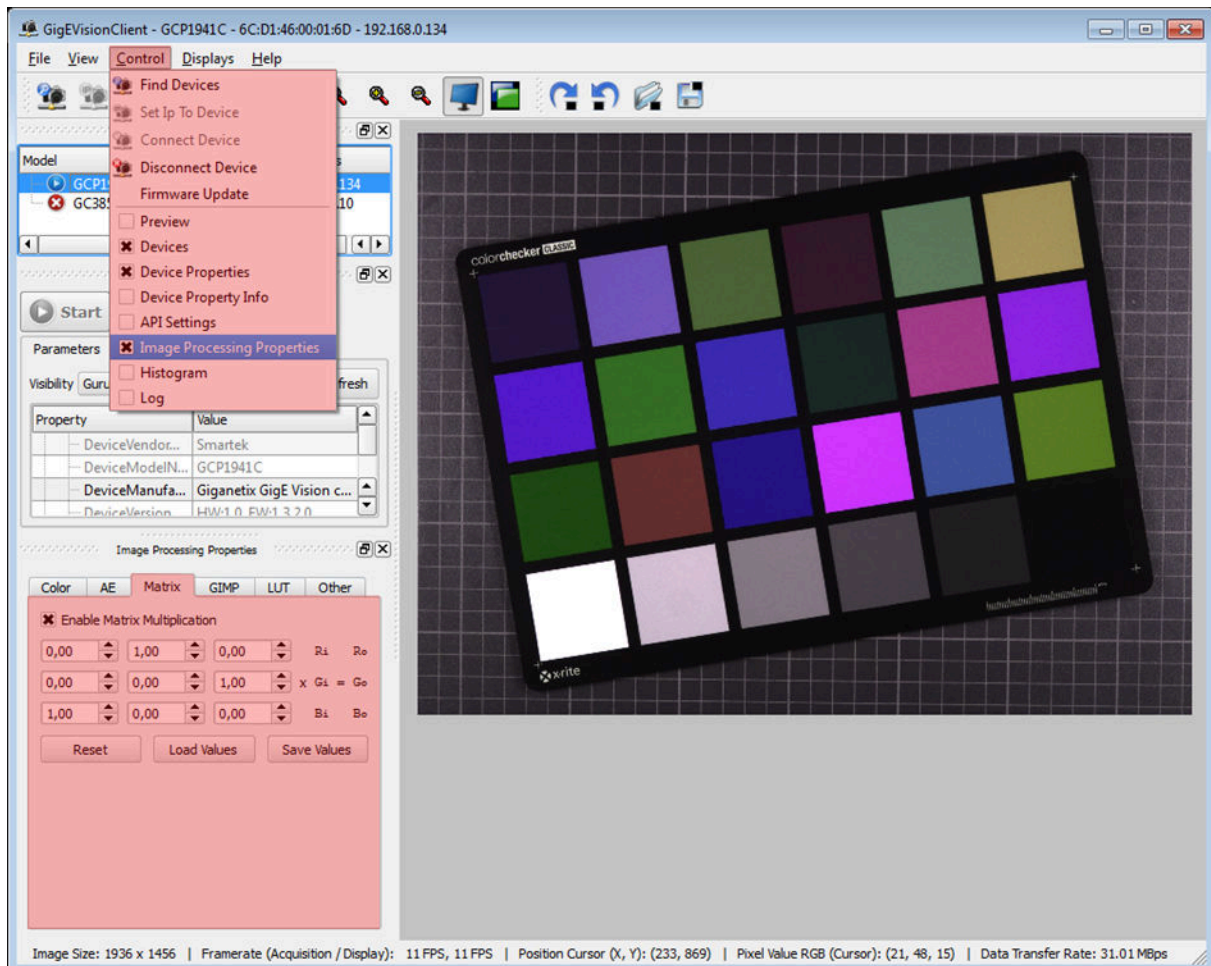 GigEVisionClient - GCP1941C - 6C:D1:46:00:01:6D - 192.168.0.134
File View Control Displays Help
Find Devices
Set Ip To Device
Connect Device
Disconnect Device
Firmware Update
Preview
Devices
Device Properties
Device Property Info
API Settings
Image Processing Properties
Histogram
Log
Model
GCP19 .134
GC385 .10
Start
Parameters
Visibility Guru fresh
Property Value
DeviceVendor... Smartek
DeviceModelN... GCP1941C
DeviceManufa... Giganetix GigE Vision c...
DeviceVersion HW:1.0 FW:1.3.2.0
Image Processing Properties
Color AE Matrix GIMP LUT Other
Enable Matrix Multiplication
0,00 1,00 0,00 Ri Ro
0,00 0,00 1,00 x Gi = Go
1,00 0,00 0,00 Bi Bo
Reset Load Values Save Values
colorchecker CLASSIC
x-rite
Image Size: 1936 x 1456 | Framerate (Acquisition / Display): 11 FPS, 11 FPS | Position Cursor (X, Y): (233, 869) | Pixel Value RGB (Cursor): (21, 48, 15) | Data Transfer Rate: 31.01 MBps